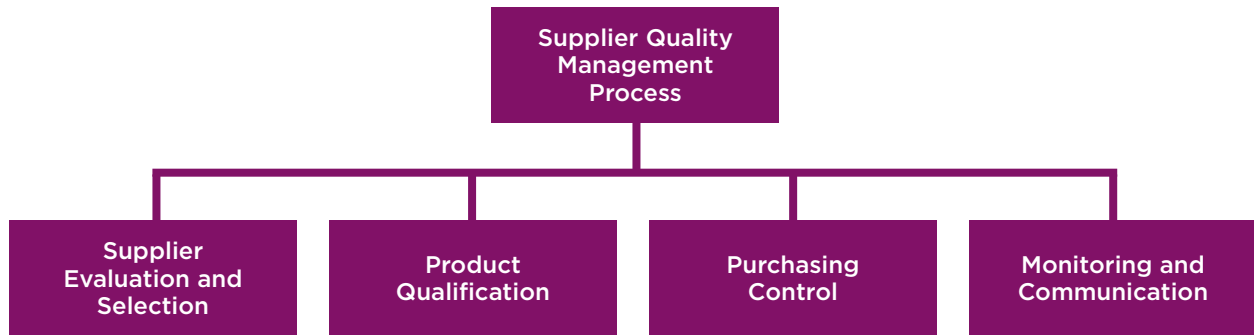 Supplier Quality
Management
Process
Supplier
Evaluation and
Selection
Product
Qualification
Purchasing
Control
Monitoring and
Communication